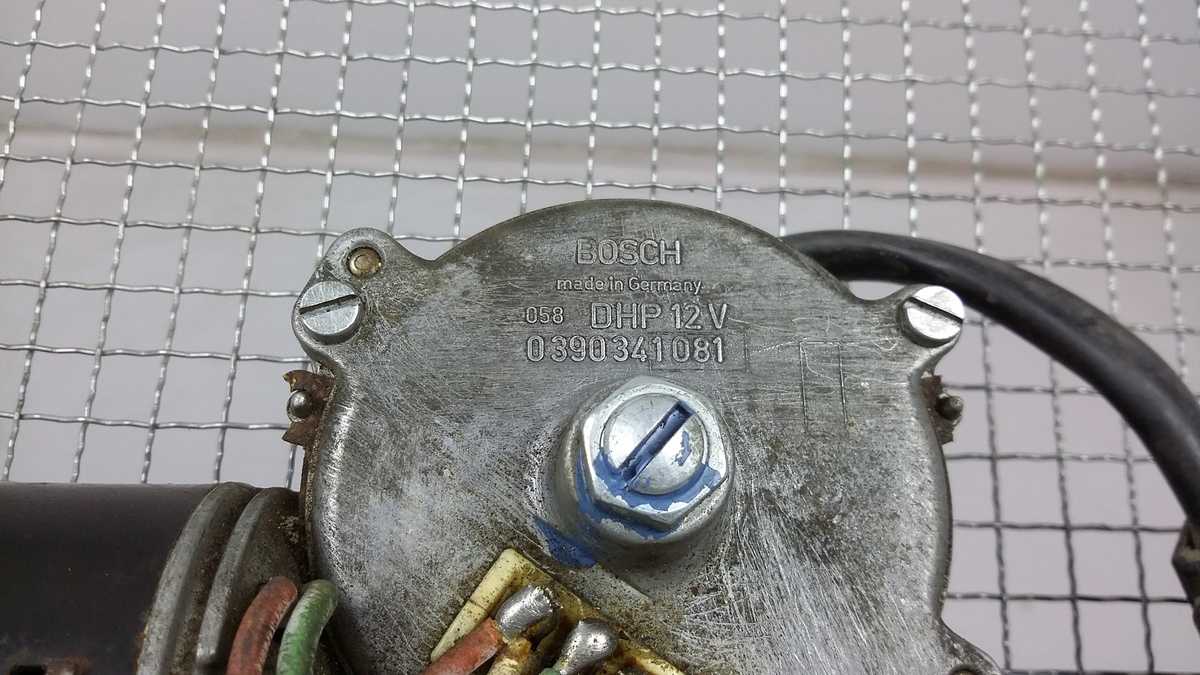 BOSCH
made in Germany
058 DHP 12 V
0 390 341 081